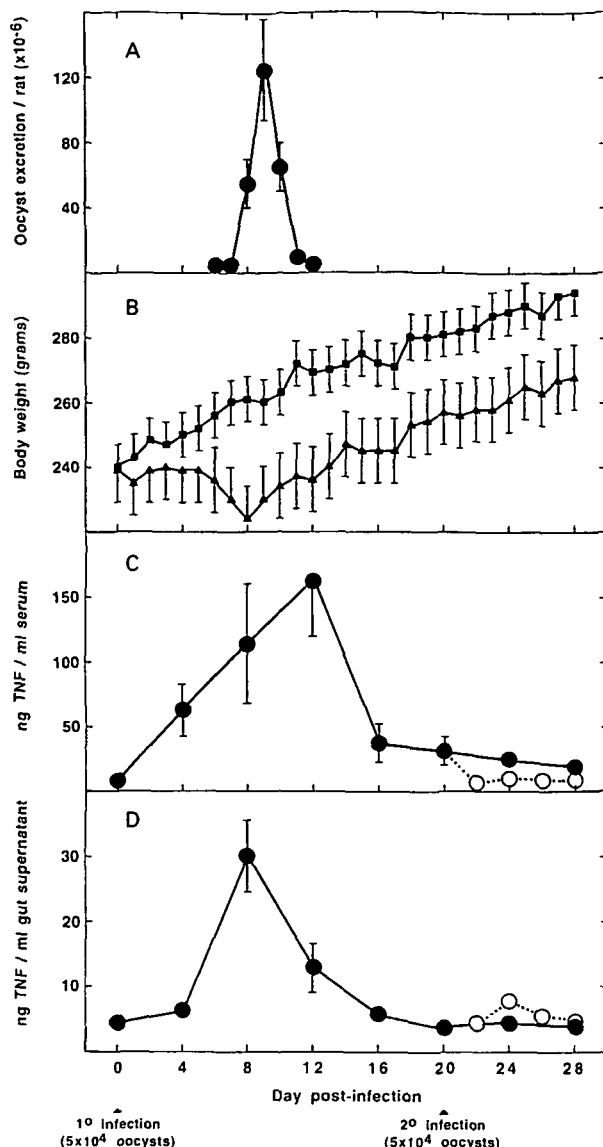 A
Oocyst excretion / rat (x10-6)
120
80
40
B
Body weight (grams)
280
260
240
C
ng TNF / ml serum
150
100
50
D
ng TNF / ml gut supernatant
30
20
10
0 4 8 12 16 20 24 28
Day post-infection
1º infection
(5x10⁴ oocysts)
2º infection
(5x10⁴ oocysts)